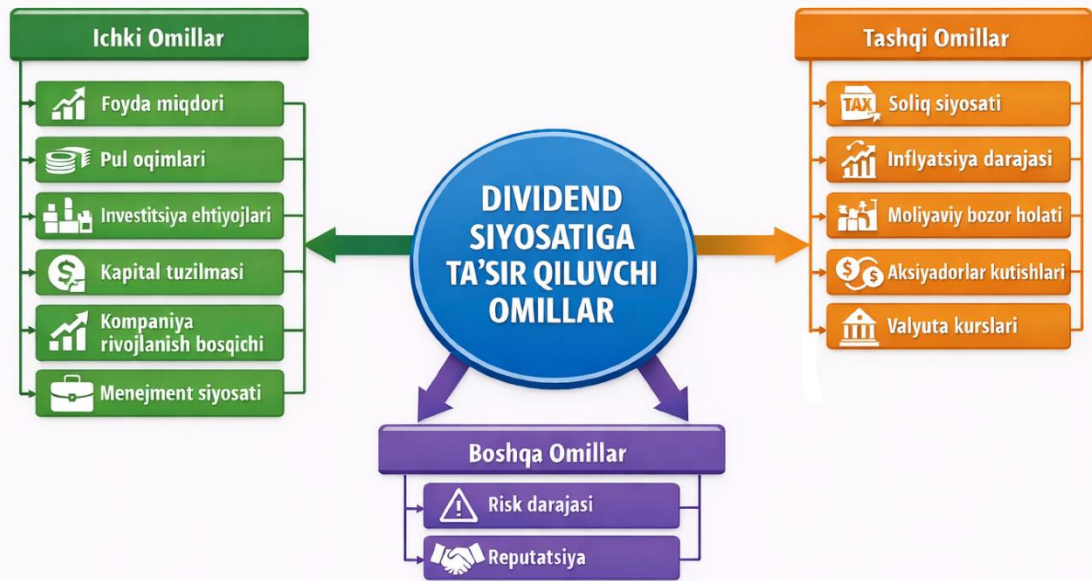 Ichki Omillar
Foyda miqdori
Pul oqimlari
Investitsiya ehtiyojlari
Kapital tuzilmasi
Kompaniya
rivojlanish bosqichi
Menejment siyosati
DIVIDEND
SIYOSATIGA
TA'SIR QILUVCHI
OMILLAR
Tashqi Omillar
TAX
Soliq siyosati
Inflyatsiya darajasi
Moliyaviy bozor holati
Aksiyadorlar kutishlari
Valyuta kurslari
Boshqa Omillar
Risk darajasi
Reputatsiya